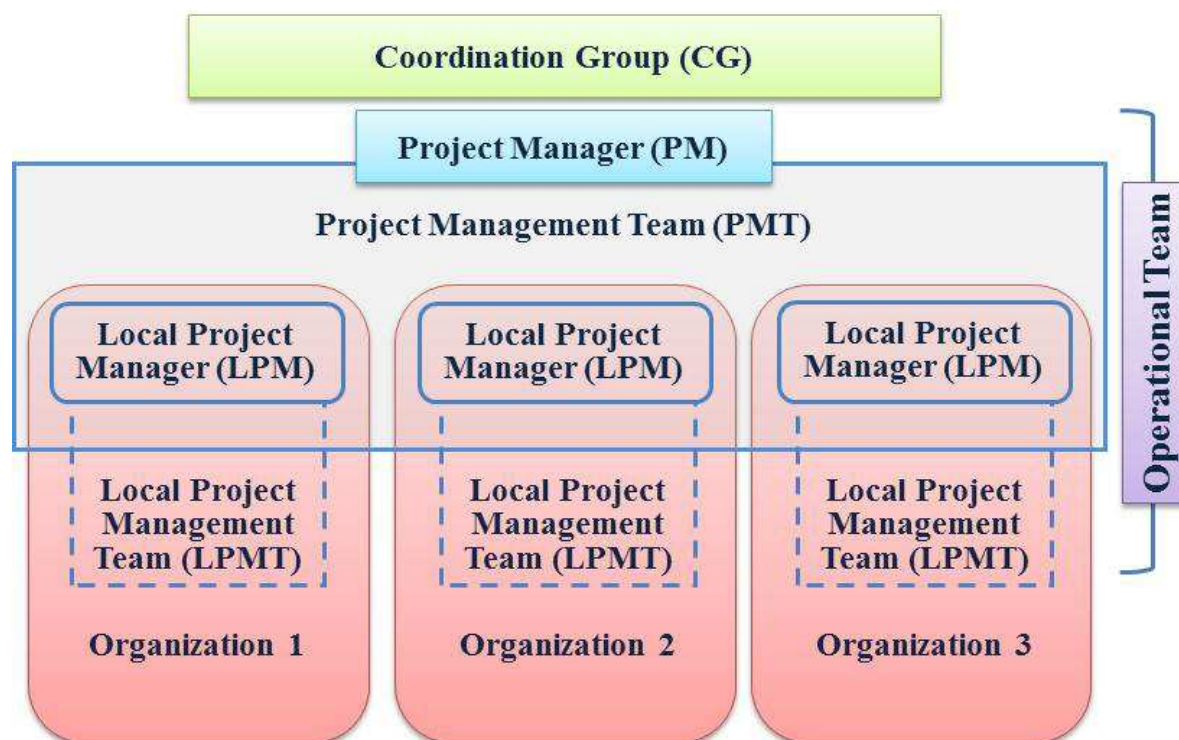 Coordination Group (CG)
Project Manager (PM)
Project Management Team (PMT)
Operational Team
Local Project
Manager (LPM)
Local Project
Manager (LPM)
Local Project
Manager (LPM)
Local Project
Management
Team (LPMT)
Local Project
Management
Team (LPMT)
Local Project
Management
Team (LPMT)
Organization 1
Organization 2
Organization 3